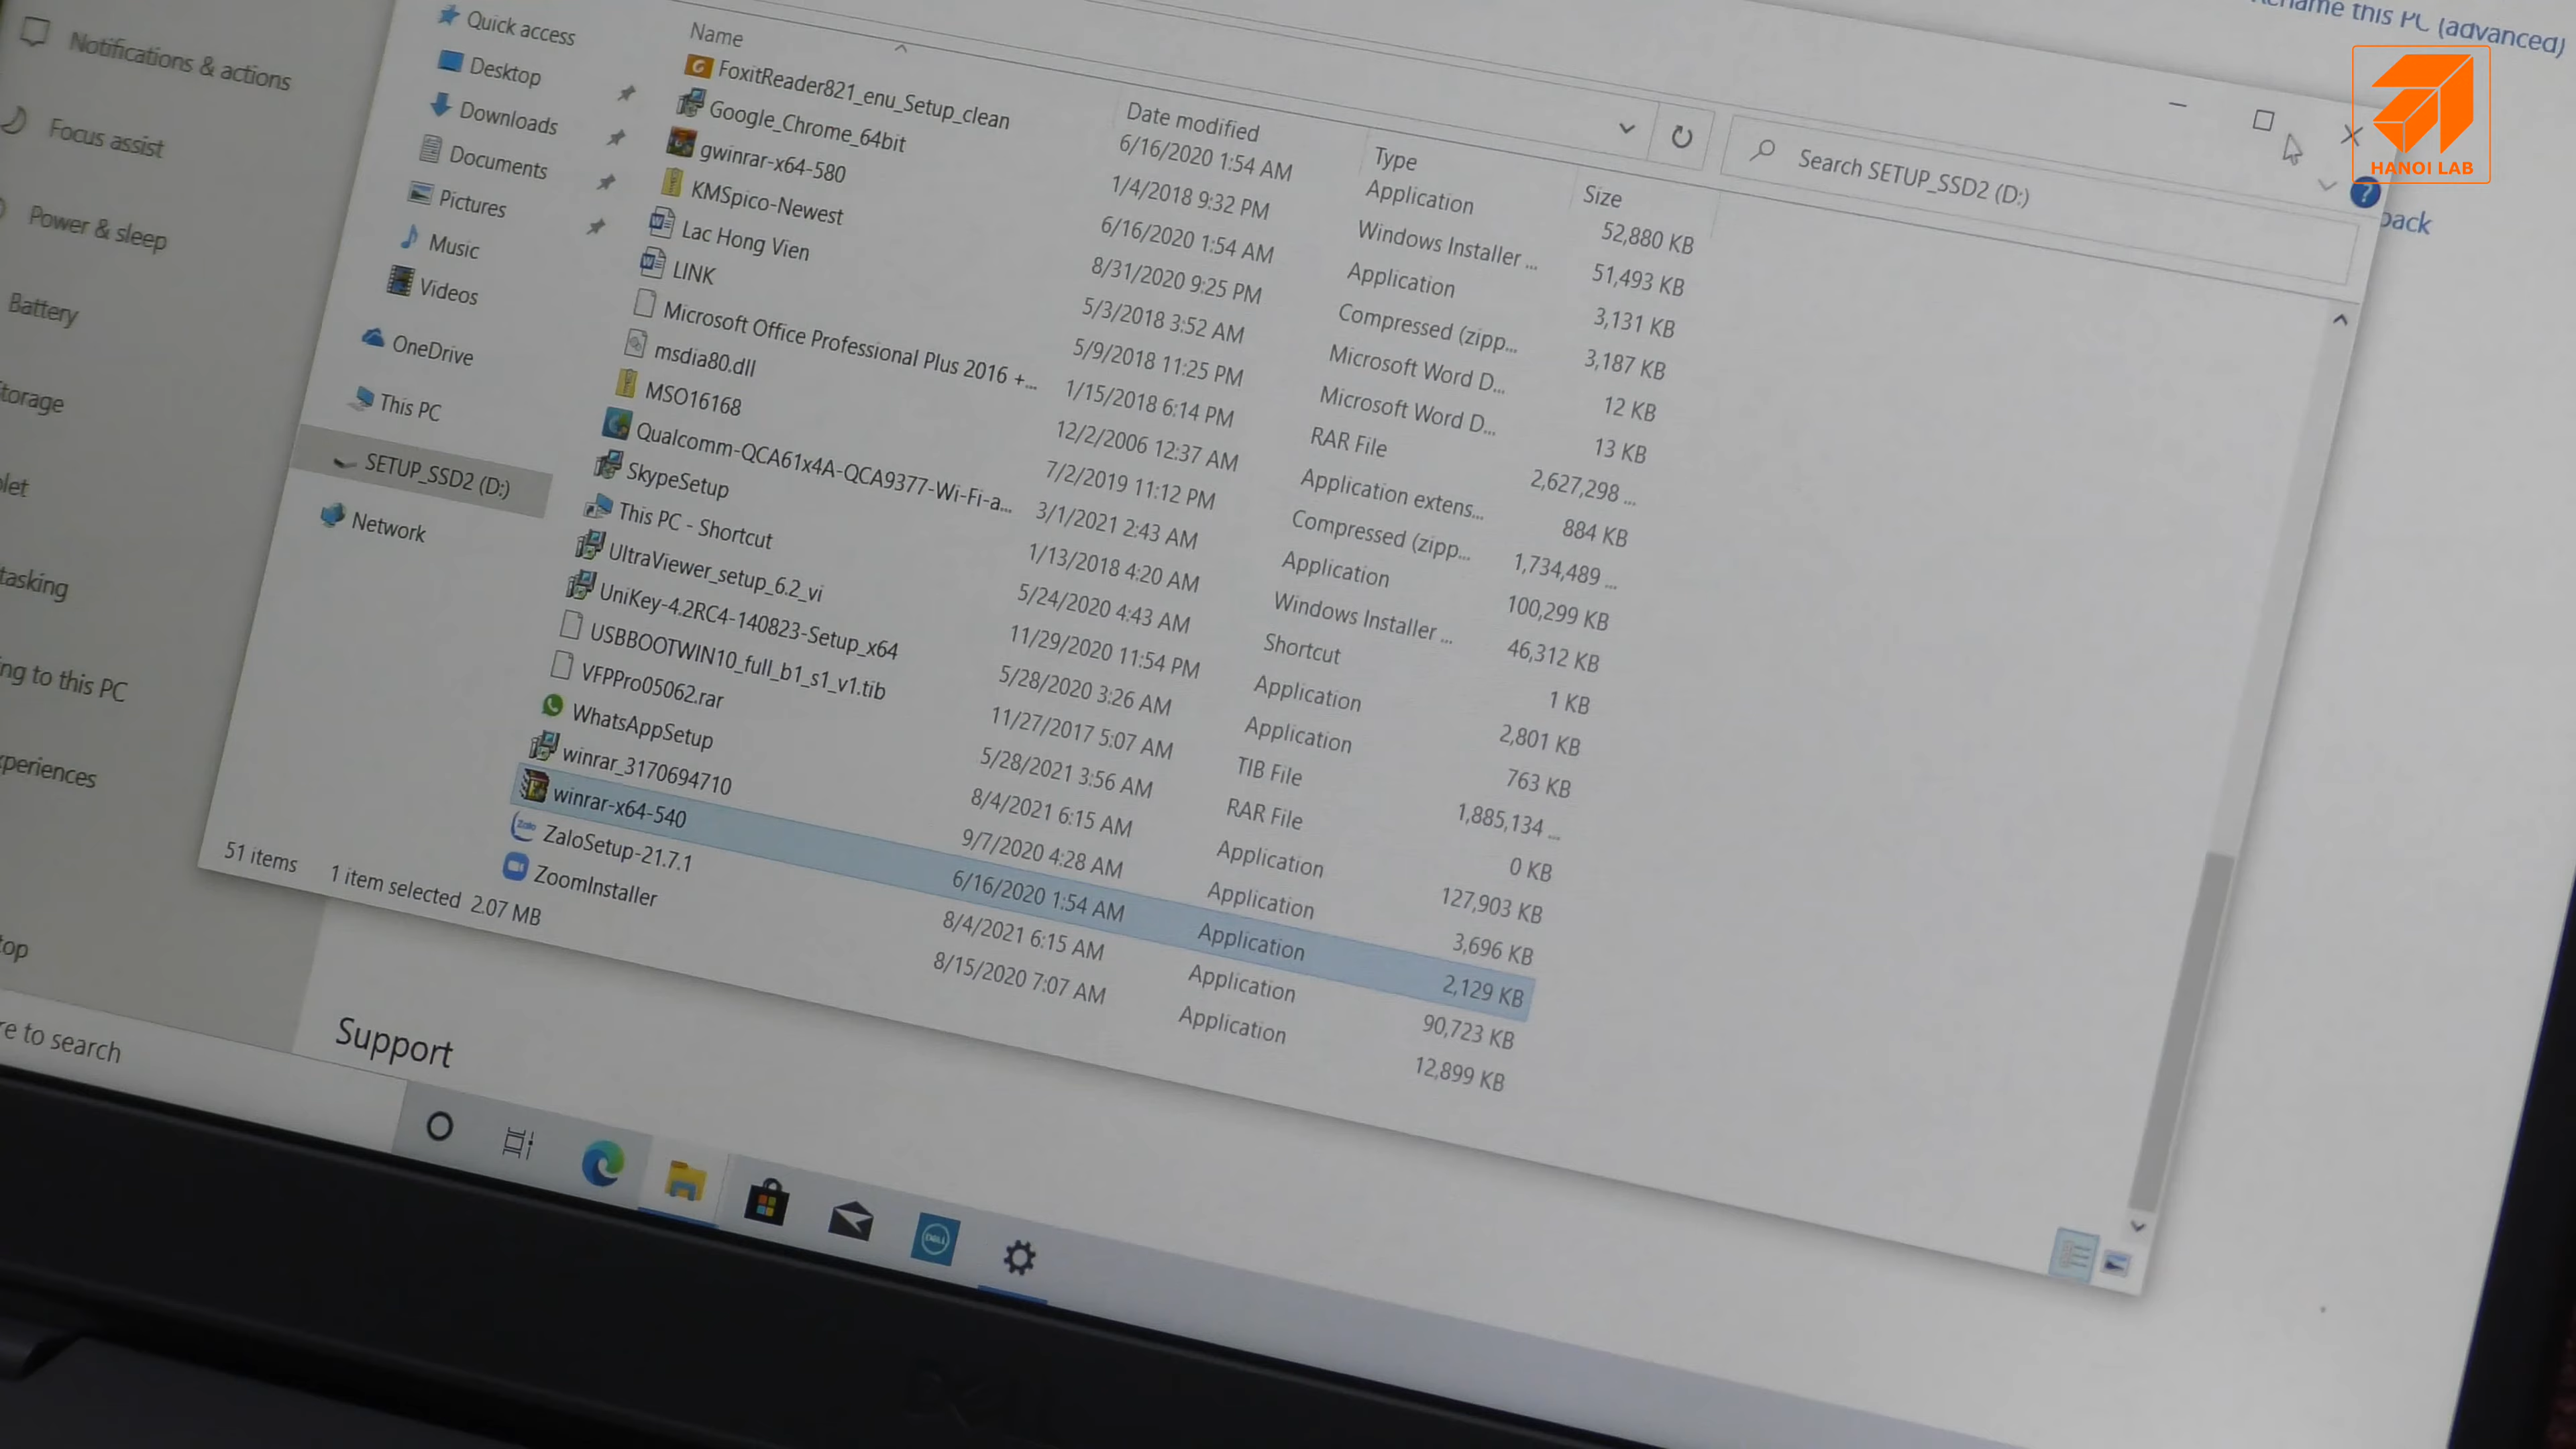 Rename this PC (advanced)
HANOI LAB
Notifications & actions
Focus assist
Power & sleep
Battery
Storage
Quick access
Desktop
Downloads
Documents
Pictures
Music
Videos
OneDrive
This PC
SETUP_SSD2 (D:)
Network
Search SETUP_SSD2 (D:)
Name Date modified Type Size
FoxitReader821_enu_Setup_clean 6/16/2020 1:54 AM Application 52,880 KB
Google_Chrome_64bit 1/4/2018 9:32 PM Windows Installer ... 51,493 KB
gwinrar-x64-580 6/16/2020 1:54 AM Application 3,131 KB
KMSpico-Newest 8/31/2020 9:25 PM Compressed (zipp... 3,187 KB
Lac Hong Vien 5/3/2018 3:52 AM Microsoft Word D... 12 KB
LINK 5/9/2018 11:25 PM Microsoft Word D... 13 KB
Microsoft Office Professional Plus 2016 +... 1/15/2018 6:14 PM RAR File 2,627,298 ...
msdia80.dll 12/2/2006 12:37 AM Application extens... 884 KB
MSO16168 7/2/2019 11:12 PM Compressed (zipp... 1,734,489 ...
Qualcomm-QCA61x4A-QCA9377-Wi-Fi-a... 3/1/2021 2:43 AM Application 100,299 KB
SkypeSetup 1/13/2018 4:20 AM Windows Installer ... 46,312 KB
This PC - Shortcut 5/24/2020 4:43 AM Shortcut 1 KB
UltraViewer_setup_6.2_vi 11/29/2020 11:54 PM Application 2,801 KB
UniKey-4.2RC4-140823-Setup_x64 5/28/2020 3:26 AM Application 763 KB
USBBOOTWIN10_full_b1_s1_v1.tib 11/27/2017 5:07 AM TIB File 1,885,134 ...
VFPPro05062.rar 5/28/2021 3:56 AM RAR File 0 KB
WhatsAppSetup 8/4/2021 6:15 AM Application 127,903 KB
winrar_3170694710 9/7/2020 4:28 AM Application 3,696 KB
winrar-x64-540 6/16/2020 1:54 AM Application 2,129 KB
ZaloSetup-21.7.1 8/4/2021 6:15 AM Application 90,723 KB
ZoomInstaller 8/15/2020 7:07 AM Application 12,899 KB
51 items 1 item selected 2.07 MB
back
let
tasking
ng to this PC
periences
top
Support
re to search
DELL